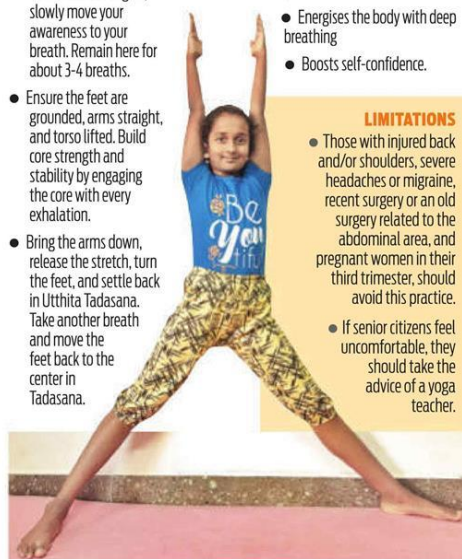 slowly move your
awareness to your
breath. Remain here for
about 3-4 breaths.
● Ensure the feet are
grounded, arms straight,
and torso lifted. Build
core strength and
stability by engaging
the core with every
exhalation.
● Bring the arms down,
release the stretch, turn
the feet, and settle back
in Utthita Tadasana.
Take another breath
and move the
feet back to the
center in
Tadasana.
● Energises the body with deep
breathing
● Boosts self-confidence.
LIMITATIONS
● Those with injured back
and/or shoulders, severe
headaches or migraine,
recent surgery or an old
surgery related to the
abdominal area, and
pregnant women in their
third trimester, should
avoid this practice.
● If senior citizens feel
uncomfortable, they
should take the
advice of a yoga
teacher.
Be
You
tiful